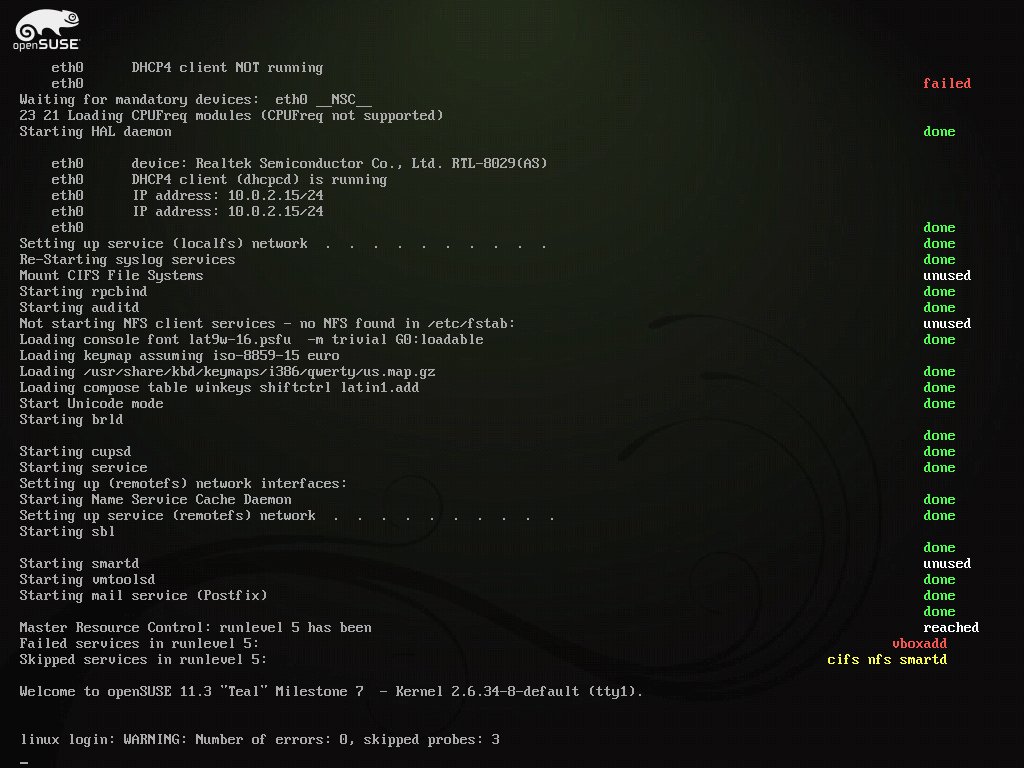 openSUSE
eth0 DHCP4 client NOT running
eth0 failed
Waiting for mandatory devices: eth0 __NSC__
23 21 Loading CPUFreq modules (CPUFreq not supported)
Starting HAL daemon done
eth0 device: Realtek Semiconductor Co., Ltd. RTL-8029(AS)
eth0 DHCP4 client (dhcpcd) is running
eth0 IP address: 10.0.2.15/24
eth0 IP address: 10.0.2.15/24
eth0 done
Setting up service (localfs) network . . . . . . . . . . done
Re-Starting syslog services done
Mount CIFS File Systems unused
Starting rpcbind done
Starting auditd done
Not starting NFS client services - no NFS found in /etc/fstab: unused
Loading console font lat9w-16.psfu -m trivial G0:loadable done
Loading keymap assuming iso-8859-15 euro
Loading /usr/share/kbd/keymaps/i386/qwerty/us.map.gz done
Loading compose table winkeys shiftctrl latin1.add done
Start Unicode mode done
Starting brld
done
Starting cupsd done
Starting service done
Setting up (remotefs) network interfaces:
Starting Name Service Cache Daemon done
Setting up service (remotefs) network . . . . . . . . . . done
Starting sbl
done
Starting smartd unused
Starting vmtoolsd done
Starting mail service (Postfix) done
done
Master Resource Control: runlevel 5 has been reached
Failed services in runlevel 5: vboxadd
Skipped services in runlevel 5: cifs nfs smartd
Welcome to openSUSE 11.3 "Teal" Milestone 7 - Kernel 2.6.34-8-default (tty1).
linux login: WARNING: Number of errors: 0, skipped probes: 3
_